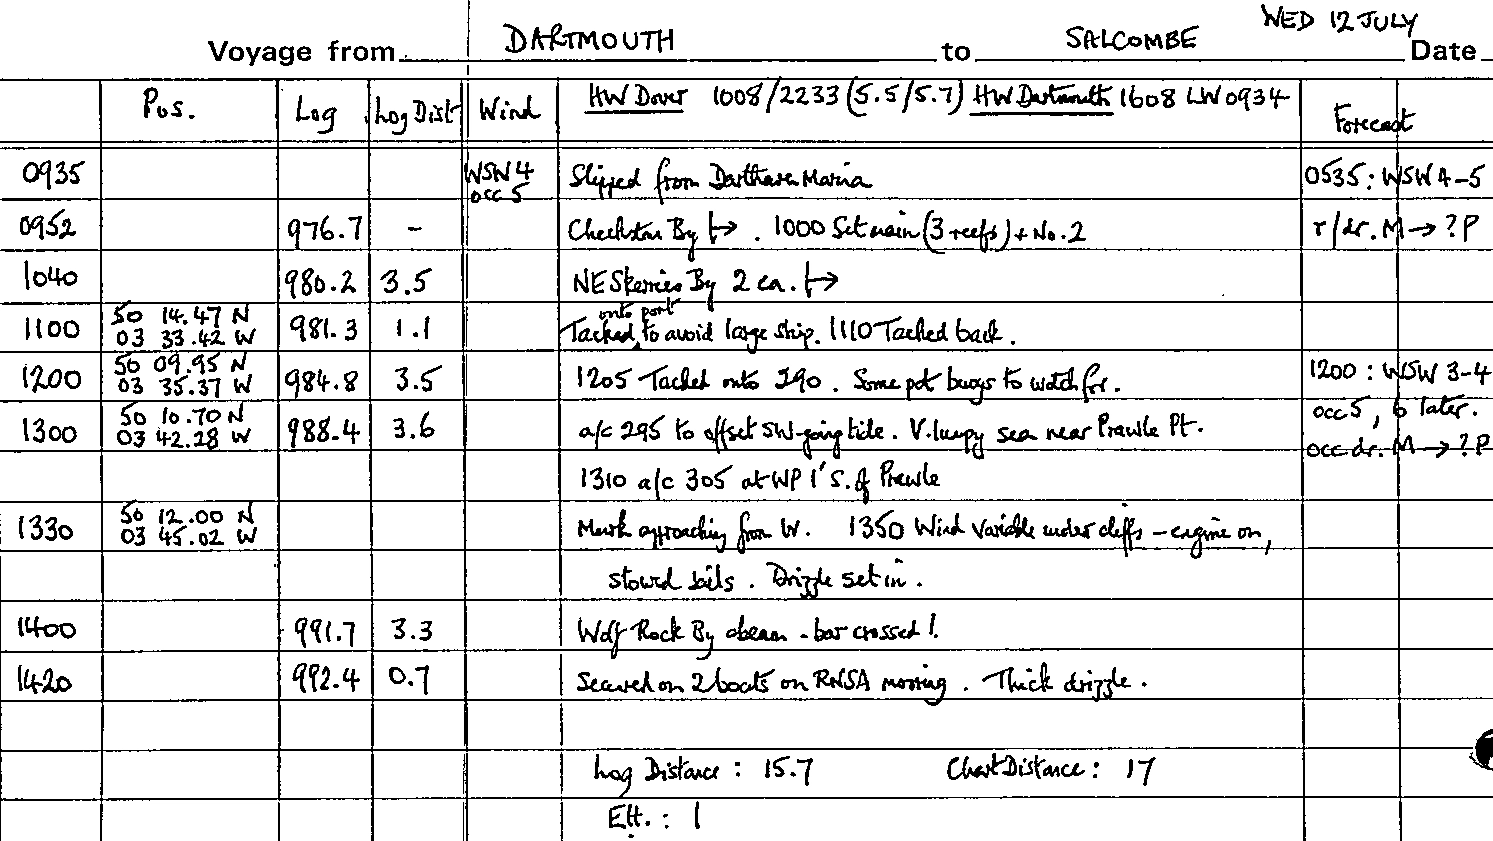 WED 12 JULY
Voyage from DARTMOUTH to SALCOMBE Date
Pos. Log Log Dist Wind HW Dover 1008/2233 (5.5/5.7) HW Dartmouth 1608 LW 0934 Forecast
0935 WSW 4 Slipped from Darthaven Marina 0535: WSW 4-5
occ 5
0952 976.7 - Checkstone By ↦ . 1000 Set main (3 reefs) + No. 2 r/dr. M → ? P
1040 980.2 3.5 NE Skerries By 2 ca. ↦
50 14.47 N onto port
1100 03 33.42 W 981.3 1.1 Tacked to avoid large ship. 1110 Tacked back.
50 09.95 N
1200 03 35.37 W 984.8 3.5 1205 Tacked onto 290. Some pot buoys to watch for. 1200: WSW 3-4
50 10.70 N occ 5, 6 later.
1300 03 42.28 W 988.4 3.6 a/c 295 to offset SW-going tide. V. lumpy sea near Prawle Pt. occ dr. M → ? P
1310 a/c 305 at WP 1' S. of Prawle
50 12.00 N
1330 03 45.02 W Murk approaching from W. 1350 Wind variable under cliffs - engine on,
stowed sails. Drizzle set in.
1400 991.7 3.3 Wolf Rock By abeam - bar crossed!
1420 992.4 0.7 Secured on 2 boats on RNSA mooring. Thick drizzle.
Log Distance: 15.7 Chart Distance: 17
: 1